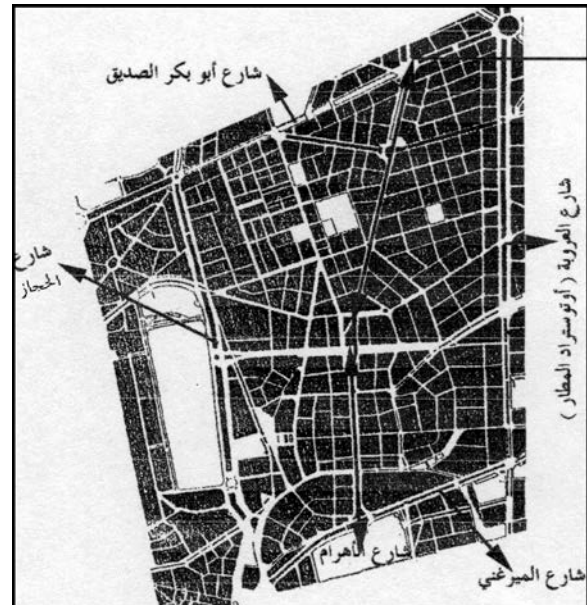 شارع أبو بكر الصديق
شارع العروبة ( أوتوستراد المطار )
شارع
الحجاز
شارع الأهرام
شارع الميرغني